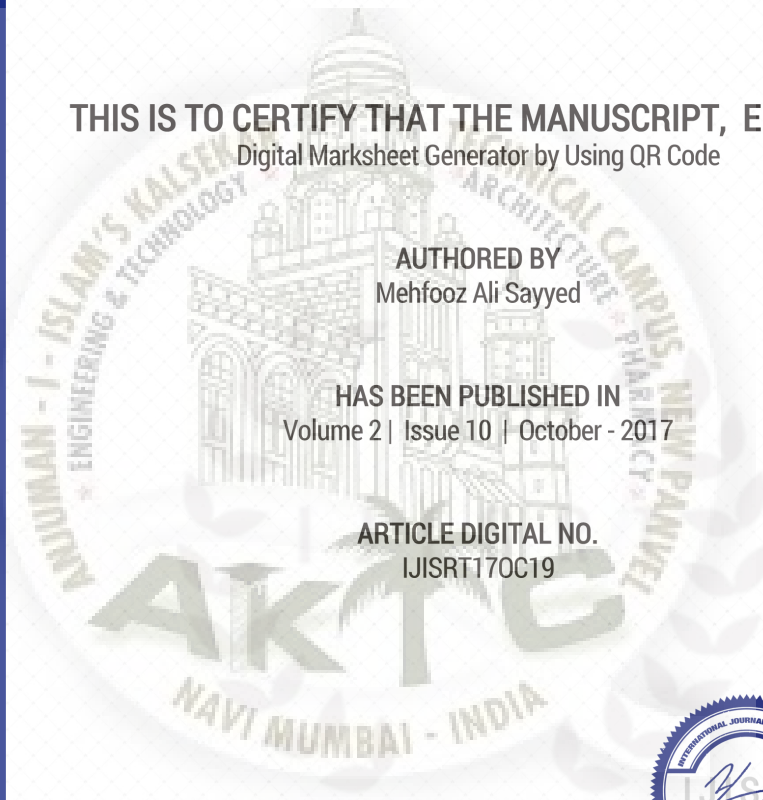 THIS IS TO CERTIFY THAT THE MANUSCRIPT, E
Digital Marksheet Generator by Using QR Code
AUTHORED BY
Mehfooz Ali Sayyed
HAS BEEN PUBLISHED IN
Volume 2 | Issue 10 | October - 2017
ARTICLE DIGITAL NO.
IJISRT17OC19
ANJUMAN - I - ISLAM'S KALSEKAR TECHNICAL CAMPUS, NEW PANVEL
ENGINEERING & TECHNOLOGY * ARCHITECTURE * PHARMACY *
AKTC
NAVI MUMBAI - INDIA
INTERNATIONAL JOURNA